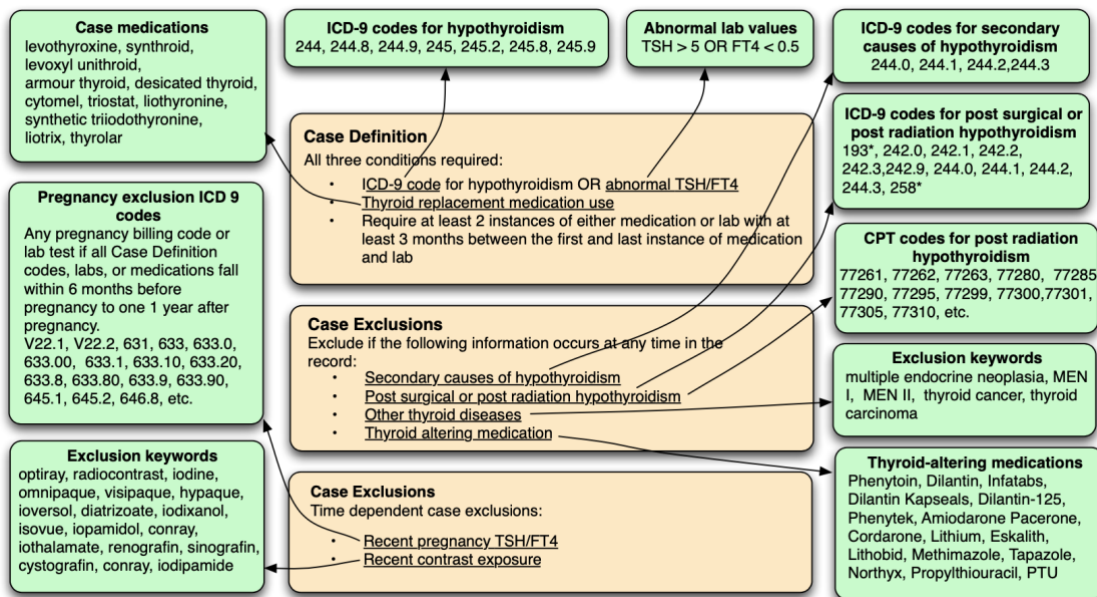 Case medications
levothyroxine, synthroid,
levoxyl unithroid,
armour thyroid, desicated thyroid,
cytomel, triostat, liothyronine,
synthetic triiodothyronine,
liotrix, thyrolar
ICD-9 codes for hypothyroidism
244, 244.8, 244.9, 245, 245.2, 245.8, 245.9
Abnormal lab values
TSH > 5 OR FT4 < 0.5
ICD-9 codes for secondary
causes of hypothyroidism
244.0, 244.1, 244.2,244.3
ICD-9 codes for post surgical or
post radiation hypothyroidism
193*, 242.0, 242.1, 242.2,
242.3,242.9, 244.0, 244.1, 244.2,
244.3, 258*
Case Definition
All three conditions required:
• ICD-9 code for hypothyroidism OR abnormal TSH/FT4
• Thyroid replacement medication use
• Require at least 2 instances of either medication or lab with at
least 3 months between the first and last instance of medication
and lab
Pregnancy exclusion ICD 9
codes
Any pregnancy billing code or
lab test if all Case Definition
codes, labs, or medications fall
within 6 months before
pregnancy to one 1 year after
pregnancy.
V22.1, V22.2, 631, 633, 633.0,
633.00, 633.1, 633.10, 633.20,
633.8, 633.80, 633.9, 633.90,
645.1, 645.2, 646.8, etc.
CPT codes for post radiation
hypothyroidism
77261, 77262, 77263, 77280, 77285
77290, 77295, 77299, 77300,77301,
77305, 77310, etc.
Case Exclusions
Exclude if the following information occurs at any time in the
record:
• Secondary causes of hypothyroidism
• Post surgical or post radiation hypothyroidism
• Other thyroid diseases
• Thyroid altering medication
Exclusion keywords
multiple endocrine neoplasia, MEN
I, MEN II, thyroid cancer, thyroid
carcinoma
Exclusion keywords
optiray, radiocontrast, iodine,
omnipaque, visipaque, hypaque,
ioversol, diatrizoate, iodixanol,
isovue, iopamidol, conray,
iothalamate, renografin, sinografin,
cystografin, conray, iodipamide
Case Exclusions
Time dependent case exclusions:
• Recent pregnancy TSH/FT4
• Recent contrast exposure
Thyroid-altering medications
Phenytoin, Dilantin, Infatabs,
Dilantin Kapseals, Dilantin-125,
Phenytek, Amiodarone Pacerone,
Cordarone, Lithium, Eskalith,
Lithobid, Methimazole, Tapazole,
Northyx, Propylthiouracil, PTU